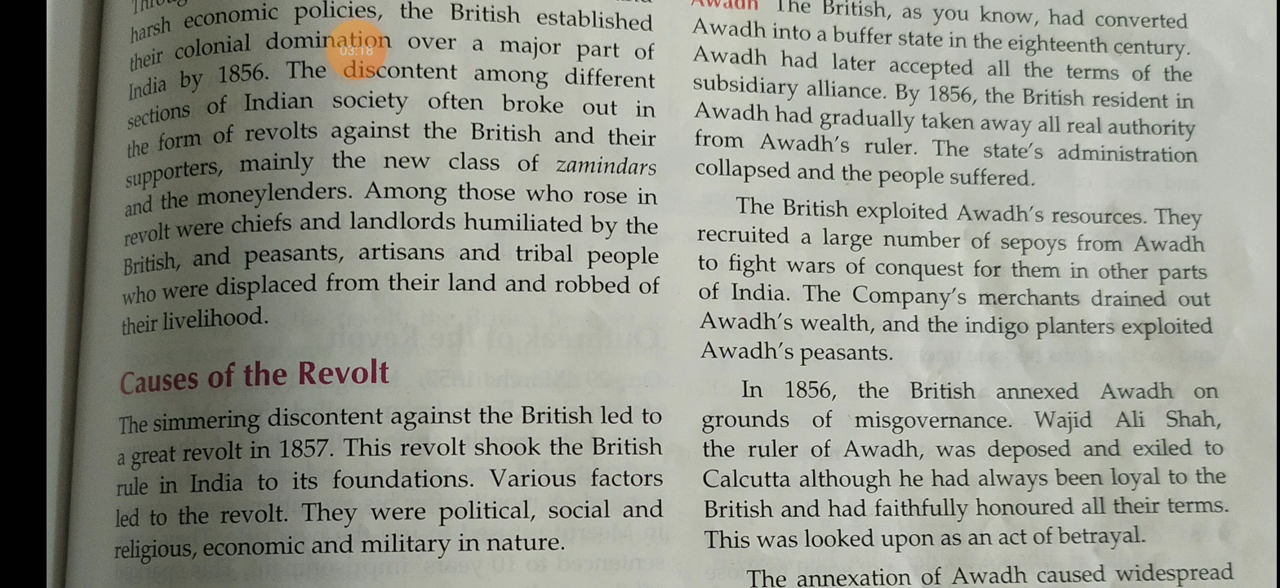 harsh economic policies, the British established
their colonial domination over a major part of
India by 1856. The discontent among different
sections of Indian society often broke out in
the form of revolts against the British and their
supporters, mainly the new class of zamindars
and the moneylenders. Among those who rose in
revolt were chiefs and landlords humiliated by the
British, and peasants, artisans and tribal people
who were displaced from their land and robbed of
their livelihood.
Causes of the Revolt
The simmering discontent against the British led to
a great revolt in 1857. This revolt shook the British
rule in India to its foundations. Various factors
led to the revolt. They were political, social and
religious, economic and military in nature.
Awadh The British, as you know, had converted
Awadh into a buffer state in the eighteenth century.
Awadh had later accepted all the terms of the
subsidiary alliance. By 1856, the British resident in
Awadh had gradually taken away all real authority
from Awadh's ruler. The state's administration
collapsed and the people suffered.
The British exploited Awadh's resources. They
recruited a large number of sepoys from Awadh
to fight wars of conquest for them in other parts
of India. The Company's merchants drained out
Awadh's wealth, and the indigo planters exploited
Awadh's peasants.
In 1856, the British annexed Awadh on
grounds of misgovernance. Wajid Ali Shah,
the ruler of Awadh, was deposed and exiled to
Calcutta although he had always been loyal to the
British and had faithfully honoured all their terms.
This was looked upon as an act of betrayal.
The annexation of Awadh caused widespread
03:18